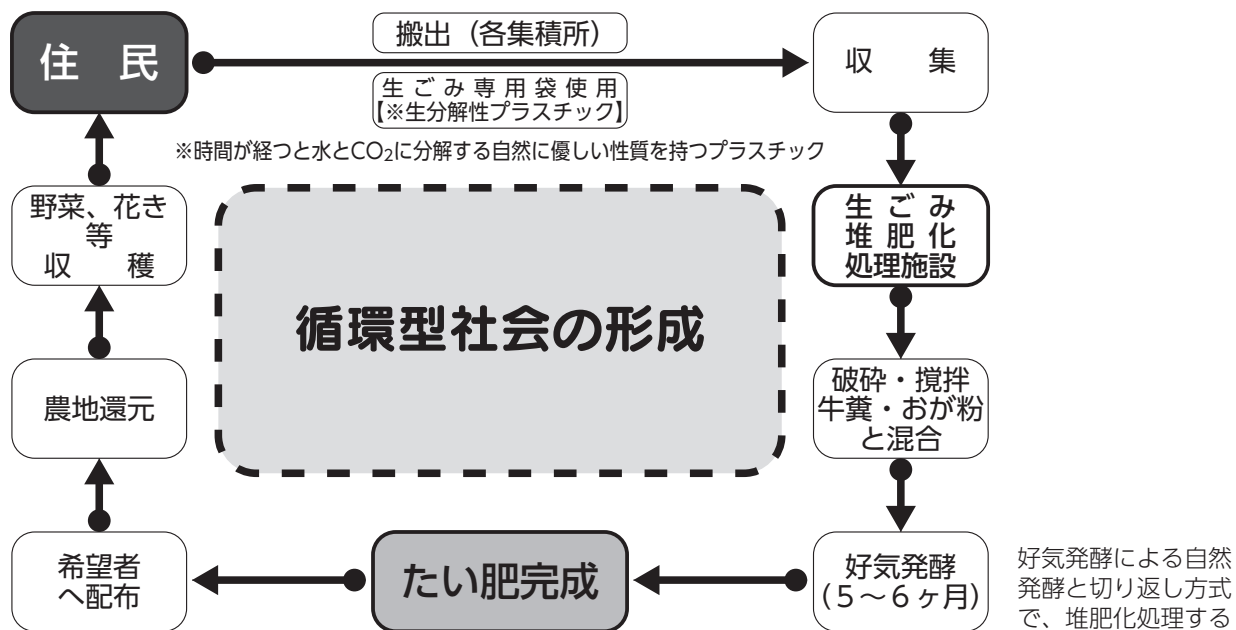 住　民
搬出（各集積所）
生ごみ専用袋使用
【※生分解性プラスチック】
※時間が経つと水とCO₂に分解する自然に優しい性質を持つプラスチック
収　集
生ごみ
堆肥化
処理施設
破砕・撹拌
牛糞・おが粉
と混合
好気発酵
(５～６ヶ月)
好気発酵による自然
発酵と切り返し方式
で、堆肥化処理する
たい肥完成
希望者
へ配布
農地還元
野菜、花き
等
収　穫
循環型社会の形成